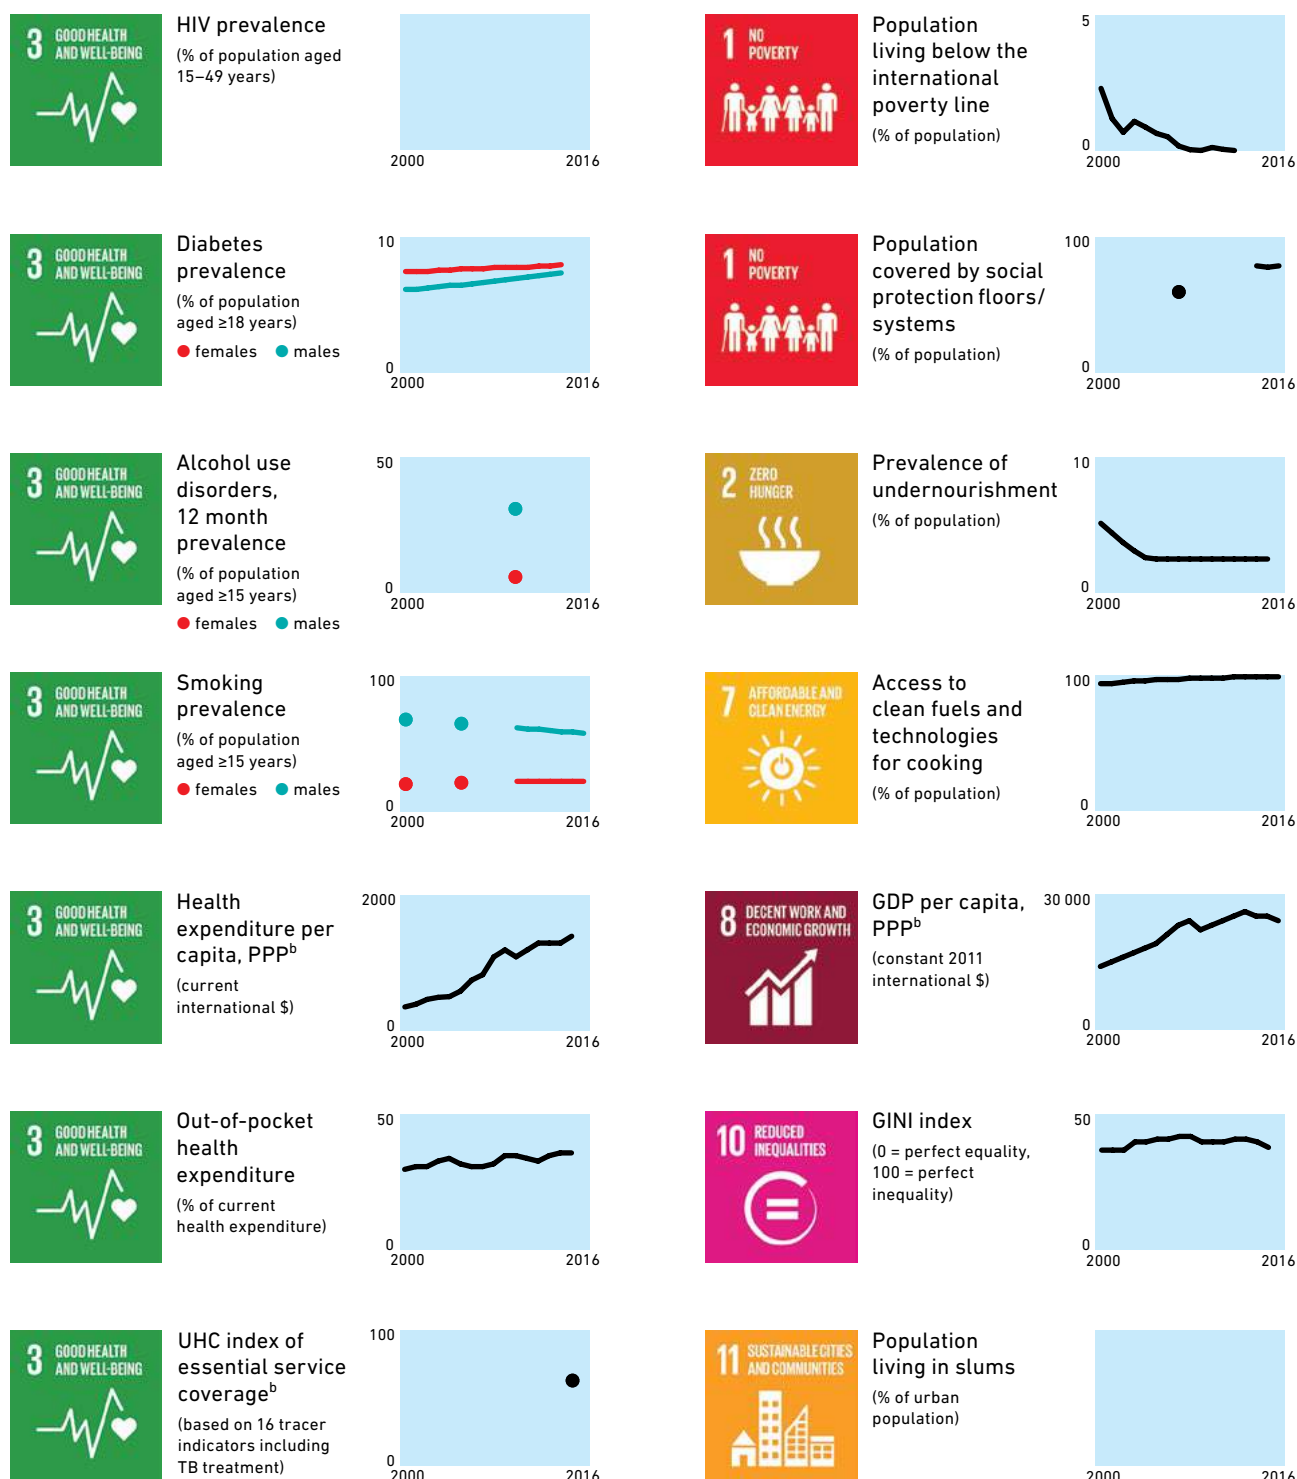 3 GOOD HEALTH
AND WELL-BEING
HIV prevalence
(% of population aged
15–49 years)
2000 2016
3 GOOD HEALTH
AND WELL-BEING
Diabetes
prevalence
(% of population
aged ≥18 years)
females males
10
0
2000 2016
3 GOOD HEALTH
AND WELL-BEING
Alcohol use
disorders,
12 month
prevalence
(% of population
aged ≥15 years)
females males
50
0
2000 2016
3 GOOD HEALTH
AND WELL-BEING
Smoking
prevalence
(% of population
aged ≥15 years)
females males
100
0
2000 2016
3 GOOD HEALTH
AND WELL-BEING
Health
expenditure per
capita, PPPb
(current
international $)
2000
0
2000 2016
3 GOOD HEALTH
AND WELL-BEING
Out-of-pocket
health
expenditure
(% of current
health expenditure)
50
0
2000 2016
3 GOOD HEALTH
AND WELL-BEING
UHC index of
essential service
coverageb
(based on 16 tracer
indicators including
TB treatment)
100
0
2000 2016
1 NO
POVERTY
Population
living below the
international
poverty line
(% of population)
5
0
2000 2016
1 NO
POVERTY
Population
covered by social
protection floors/
systems
(% of population)
100
0
2000 2016
2 ZERO
HUNGER
Prevalence of
undernourishment
(% of population)
10
0
2000 2016
7 AFFORDABLE AND
CLEAN ENERGY
Access to
clean fuels and
technologies
for cooking
(% of population)
100
0
2000 2016
8 DECENT WORK AND
ECONOMIC GROWTH
GDP per capita,
PPPb
(constant 2011
international $)
30 000
0
2000 2016
10 REDUCED
INEQUALITIES
GINI index
(0 = perfect equality,
100 = perfect
inequality)
50
0
2000 2016
11 SUSTAINABLE CITIES
AND COMMUNITIES
Population
living in slums
(% of urban
population)
2000 2016